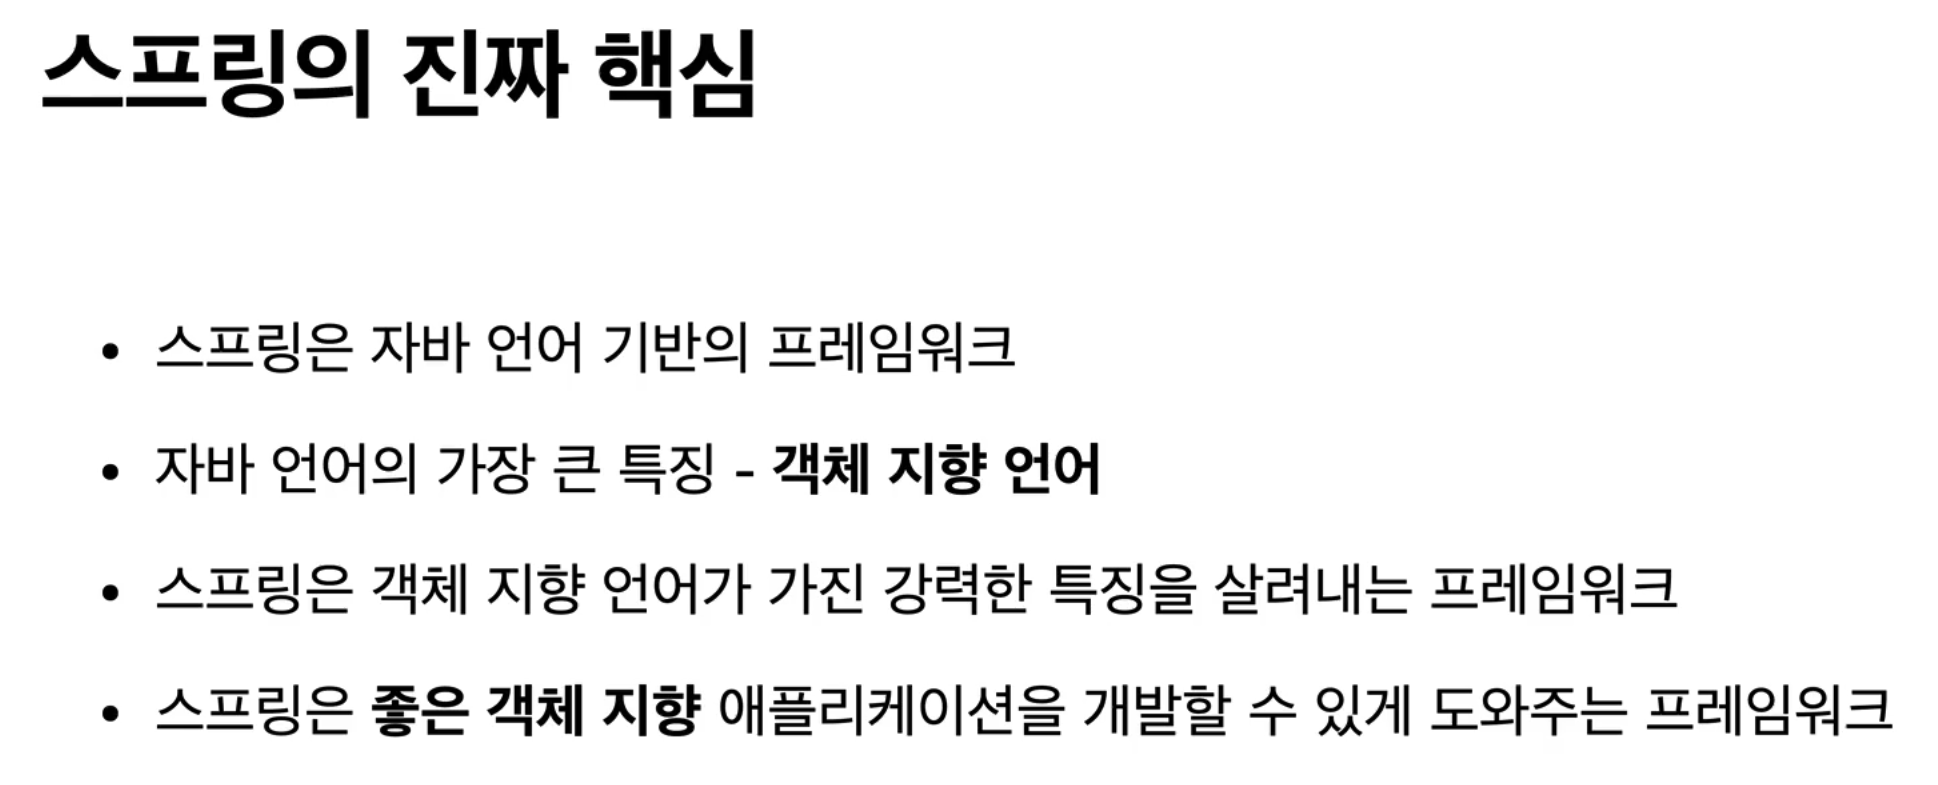 스프링의 진짜 핵심
• 스프링은 자바 언어 기반의 프레임워크
• 자바 언어의 가장 큰 특징 - 객체 지향 언어
• 스프링은 객체 지향 언어가 가진 강력한 특징을 살려내는 프레임워크
• 스프링은 좋은 객체 지향 애플리케이션을 개발할 수 있게 도와주는 프레임워크